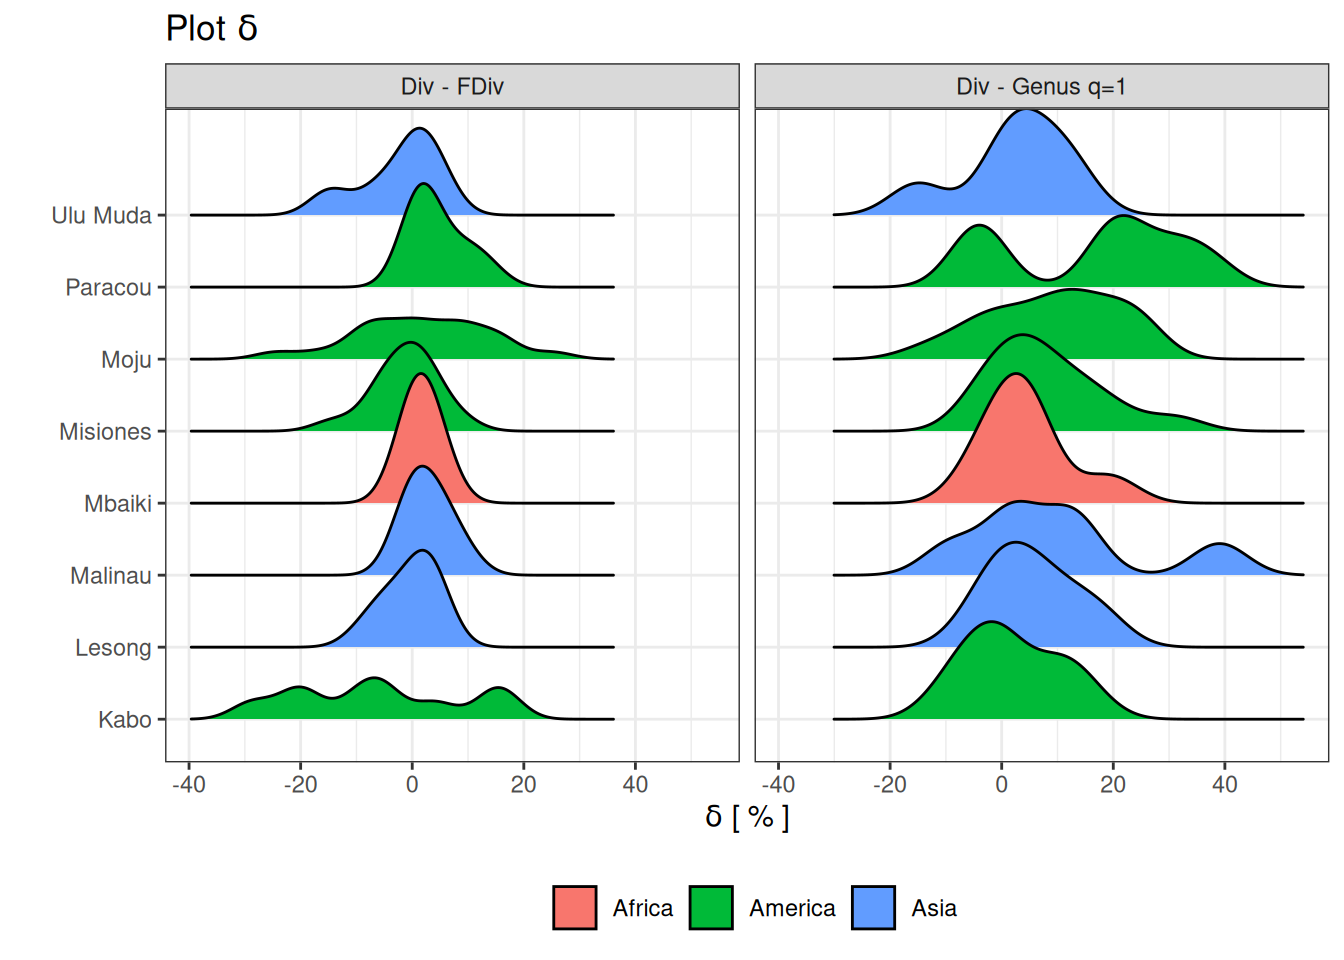 Plot δ
Div - FDiv
Div - Genus q=1
Ulu Muda
Paracou
Moju
Misiones
Mbaiki
Malinau
Lesong
Kabo
-40 -20 0 20 40
-40 -20 0 20 40
δ [ % ]
Africa America Asia